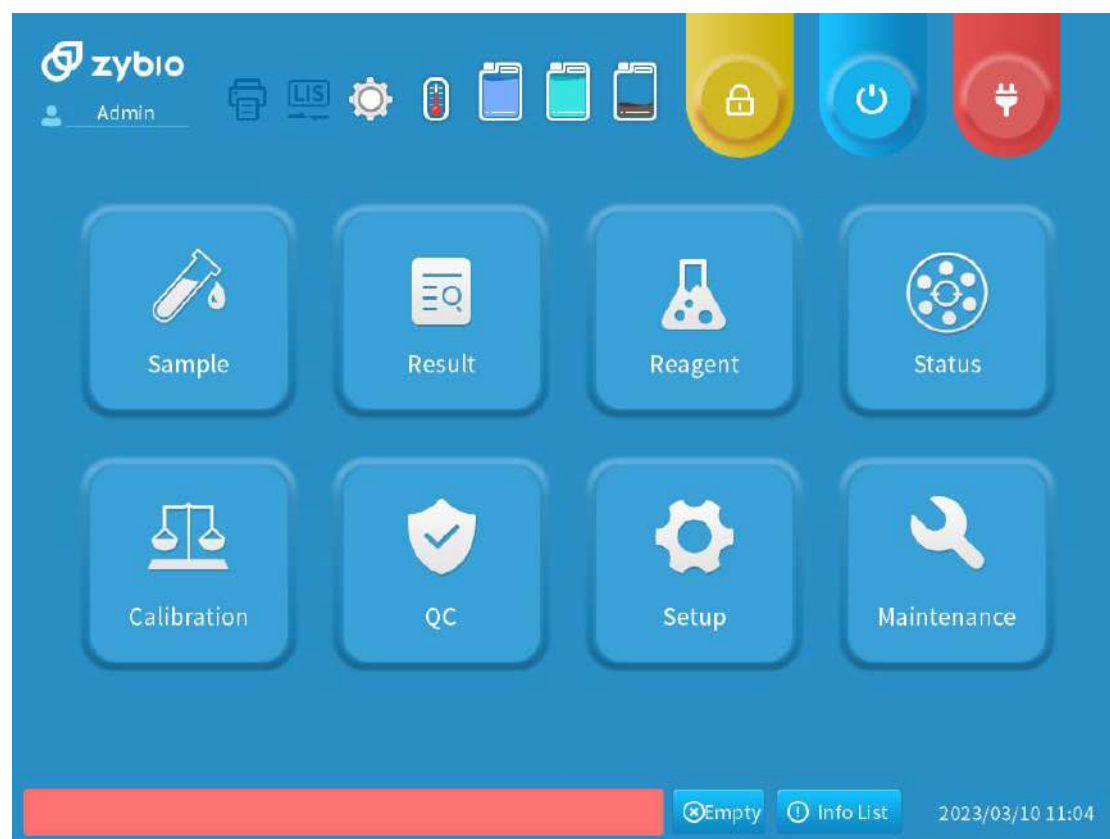 zybio
Admin
LIS
Sample
Result
Reagent
Status
Calibration
QC
Setup
Maintenance
Empty
Info List
2023/03/10 11:04